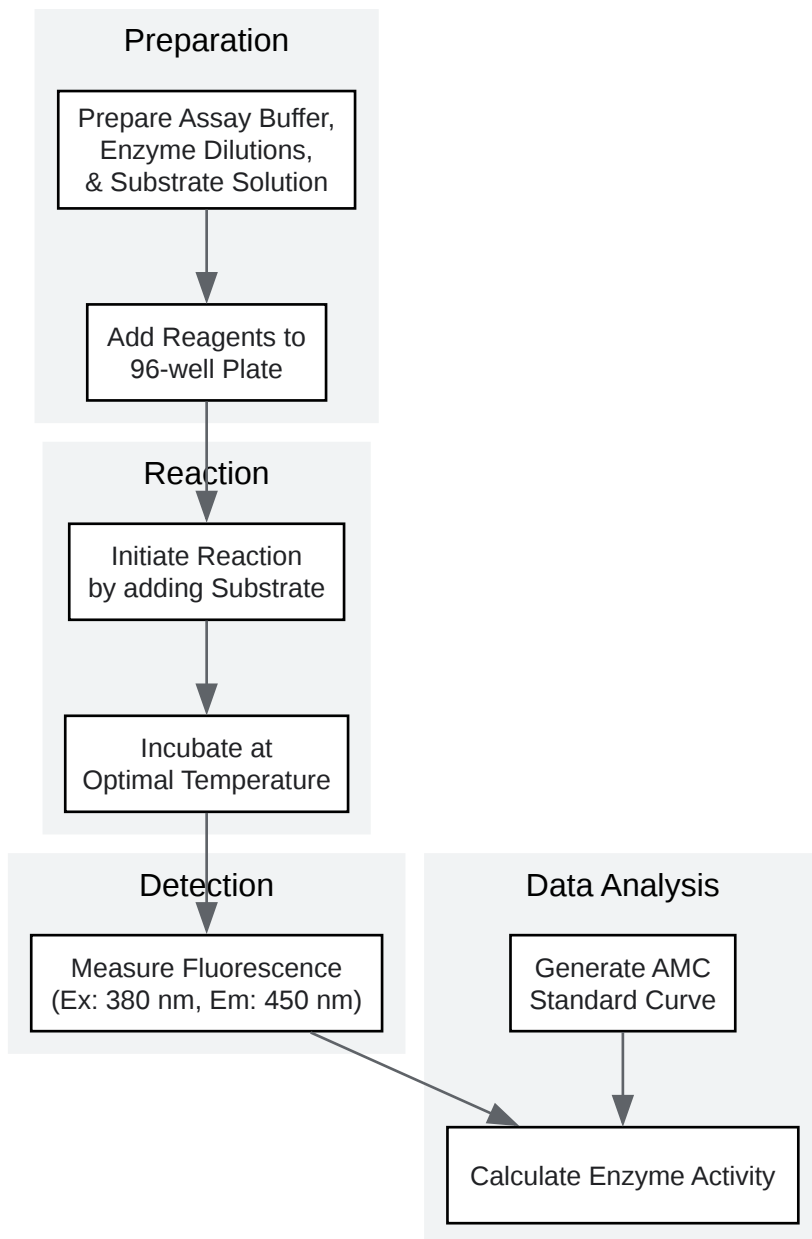 Preparation
Prepare Assay Buffer,
Enzyme Dilutions,
& Substrate Solution
Add Reagents to
96-well Plate
Reaction
Initiate Reaction
by adding Substrate
Incubate at
Optimal Temperature
Detection
Measure Fluorescence
(Ex: 380 nm, Em: 450 nm)
Data Analysis
Generate AMC
Standard Curve
Calculate Enzyme Activity